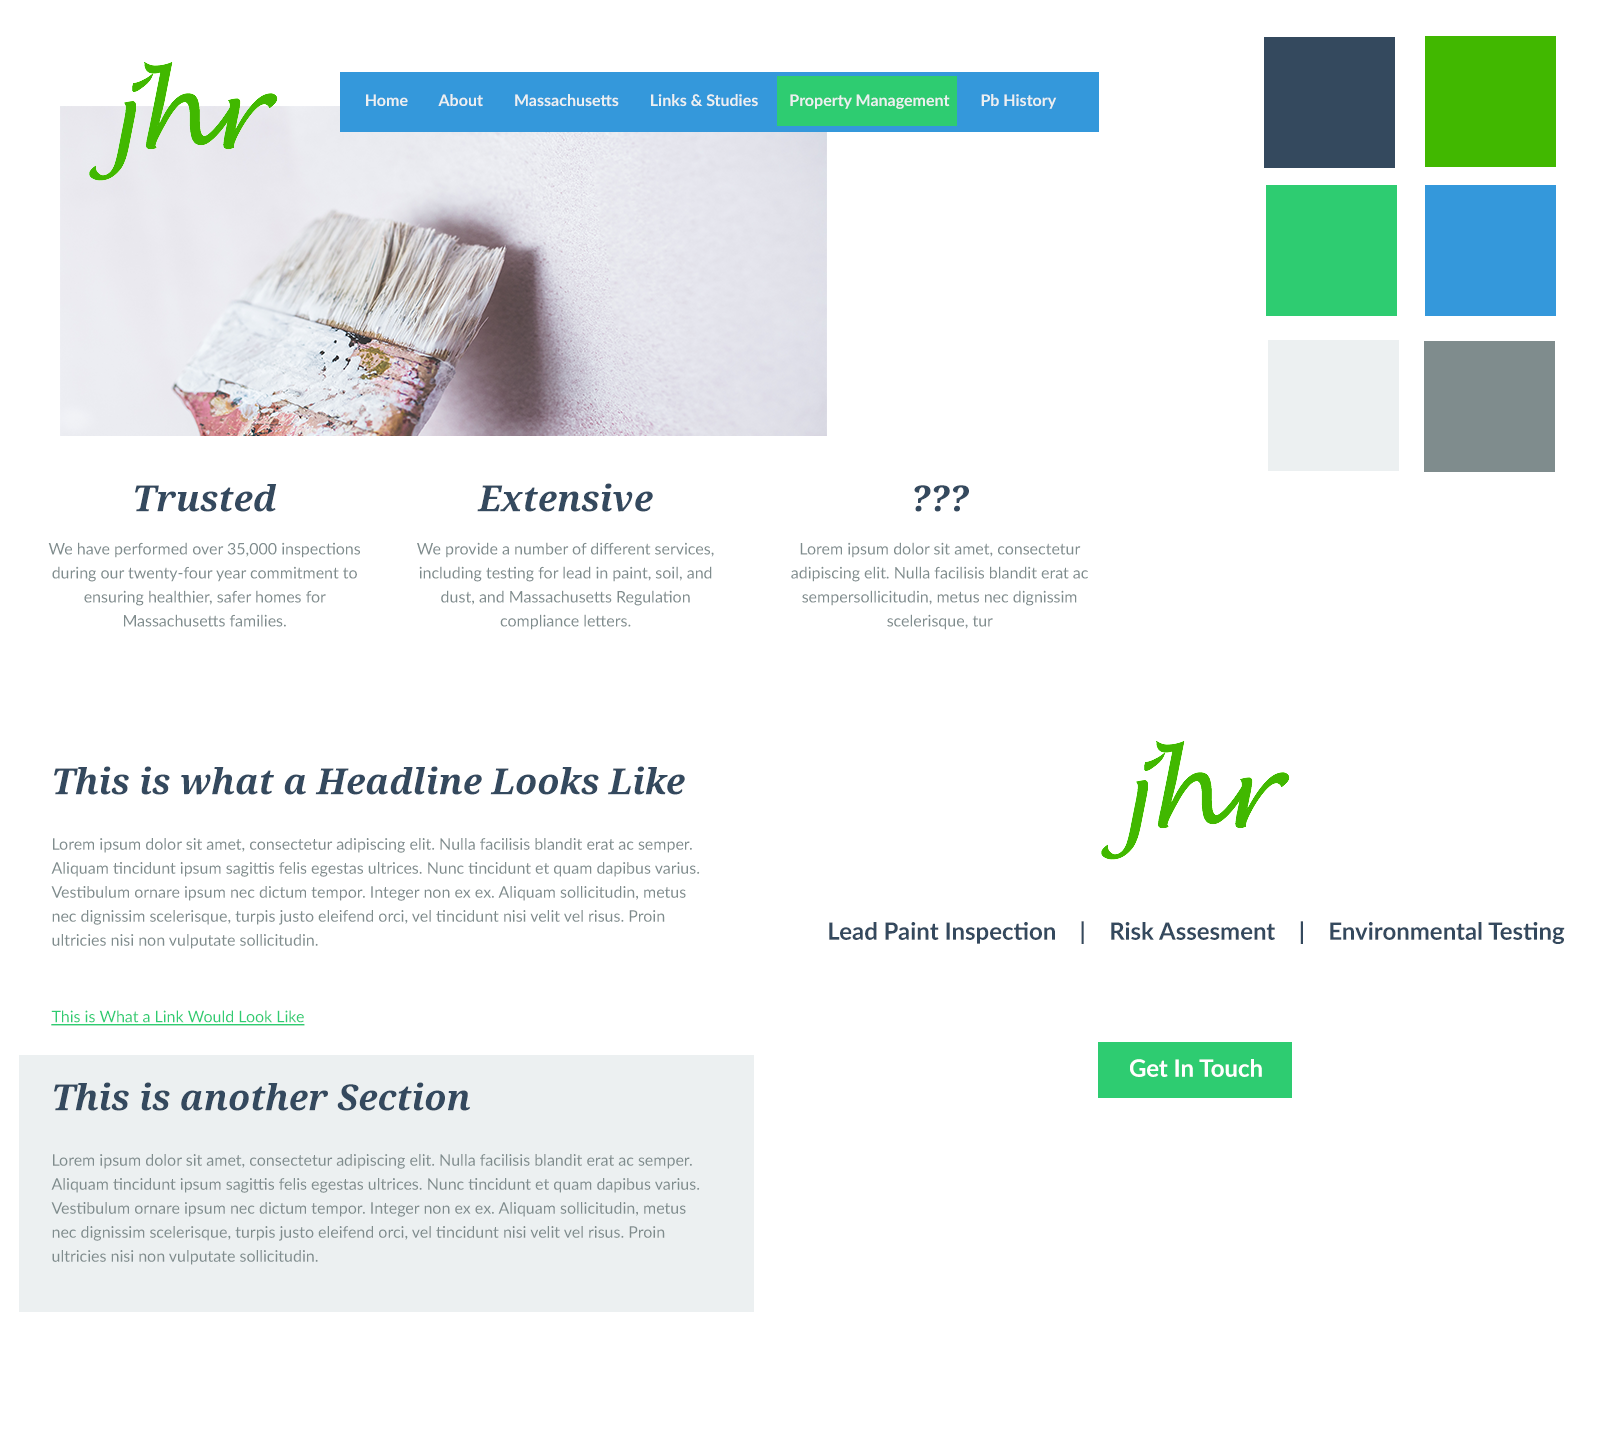 jhr
Home About Massachusetts Links & Studies Property Management Pb History
Trusted
We have performed over 35,000 inspections
during our twenty-four year commitment to
ensuring healthier, safer homes for
Massachusetts families.
Extensive
We provide a number of different services,
including testing for lead in paint, soil, and
dust, and Massachusetts Regulation
compliance letters.
???
Lorem ipsum dolor sit amet, consectetur
adipiscing elit. Nulla facilisis blandit erat ac
sempersollicitudin, metus nec dignissim
scelerisque, tur
This is what a Headline Looks Like
Lorem ipsum dolor sit amet, consectetur adipiscing elit. Nulla facilisis blandit erat ac semper.
Aliquam tincidunt ipsum sagittis felis egestas ultrices. Nunc tincidunt et quam dapibus varius.
Vestibulum ornare ipsum nec dictum tempor. Integer non ex ex. Aliquam sollicitudin, metus
nec dignissim scelerisque, turpis justo eleifend orci, vel tincidunt nisi velit vel risus. Proin
ultricies nisi non vulputate sollicitudin.
This is What a Link Would Look Like
This is another Section
Lorem ipsum dolor sit amet, consectetur adipiscing elit. Nulla facilisis blandit erat ac semper.
Aliquam tincidunt ipsum sagittis felis egestas ultrices. Nunc tincidunt et quam dapibus varius.
Vestibulum ornare ipsum nec dictum tempor. Integer non ex ex. Aliquam sollicitudin, metus
nec dignissim scelerisque, turpis justo eleifend orci, vel tincidunt nisi velit vel risus. Proin
ultricies nisi non vulputate sollicitudin.
jhr
Lead Paint Inspection | Risk Assesment | Environmental Testing
Get In Touch